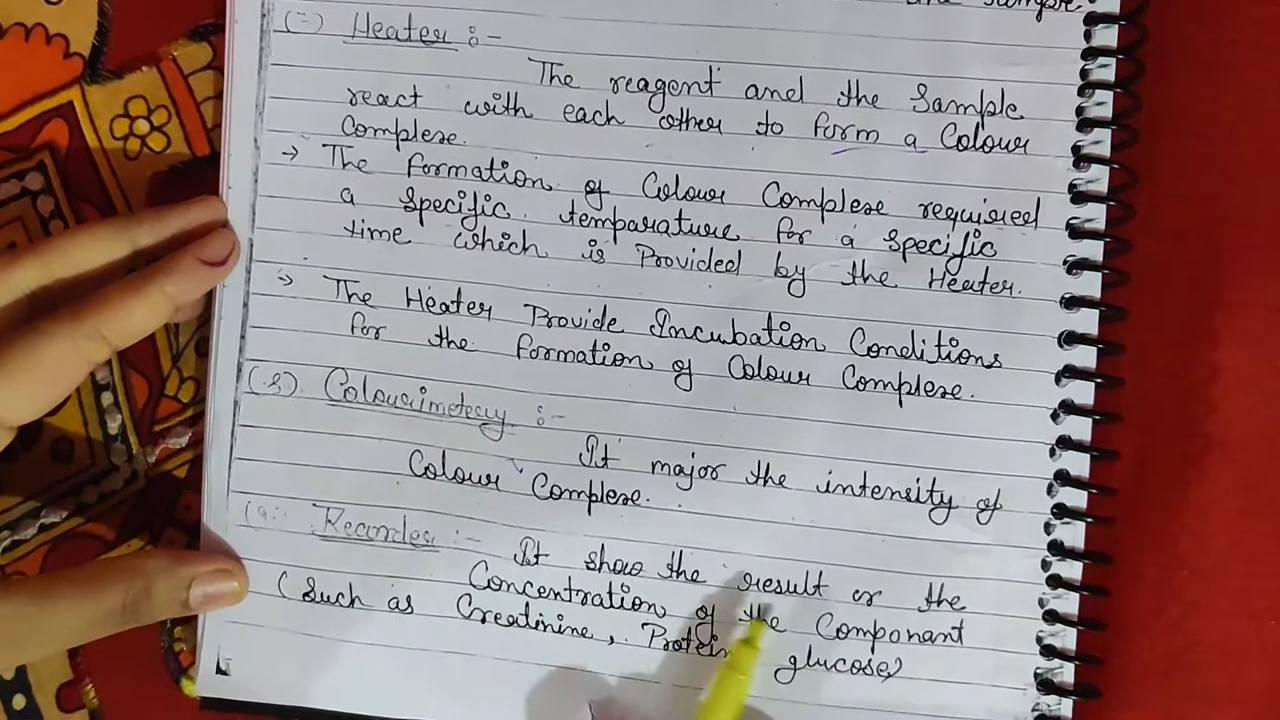 and sample.
(7) Heater :-
The reagent and the Sample
react with each other to form a Colour
Complese.
→ The formation of Colour Complese requiored
a specific temparature for a specific
time which is Provided by the Heater.
→ The Heater Provide Incubation Conditions
for the formation of Colour Complese.
(8) Colourimetery :-
It major the intensity of
Colour Complese.
(9) Recorder :- It show the result or the
Concentration of the Componant
(Such as Creatinine, Protein glucose)